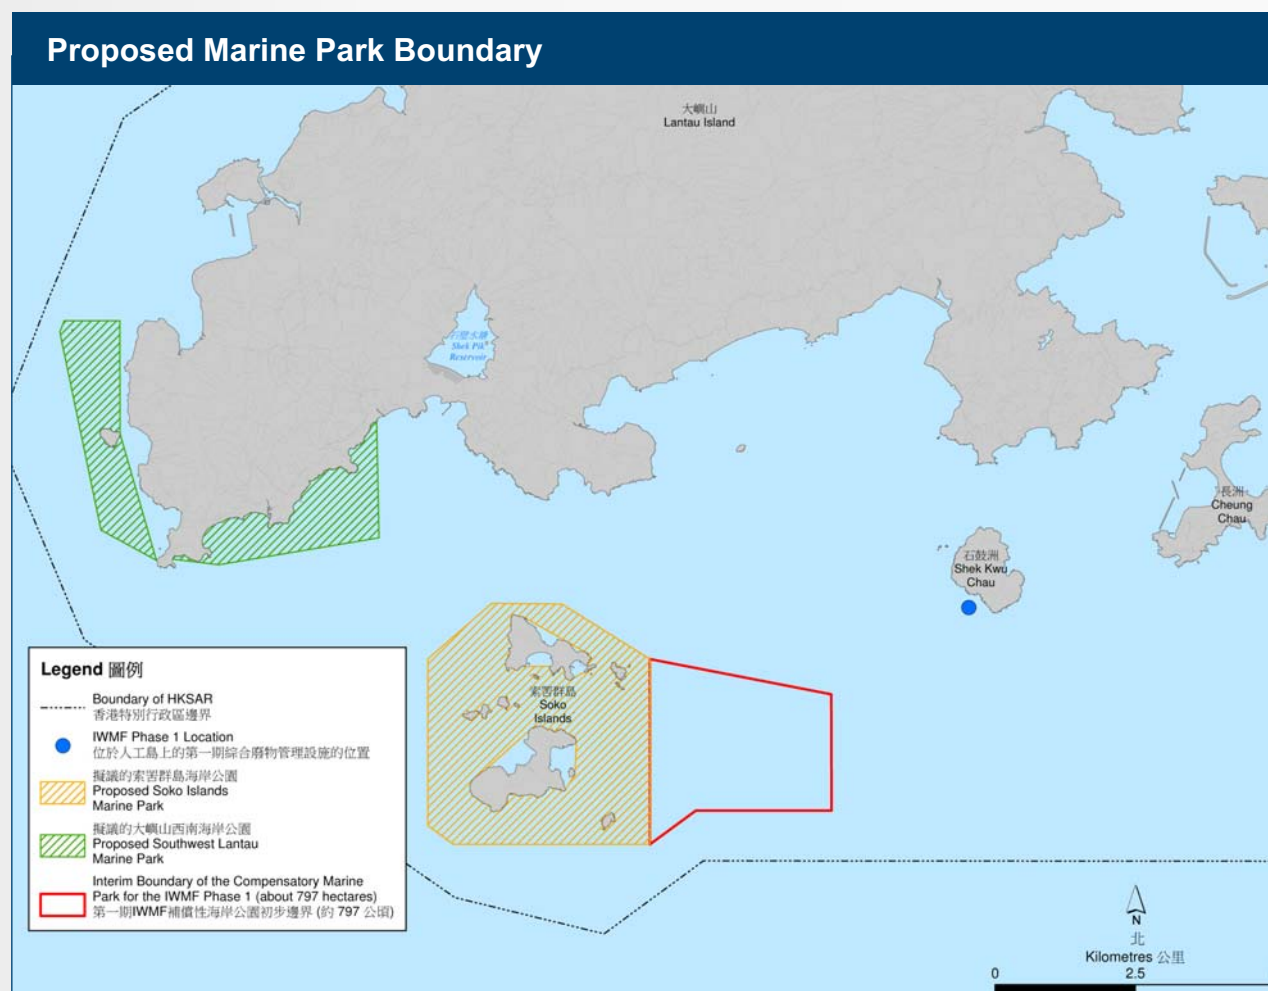 Proposed Marine Park Boundary
大嶼山
Lantau Island
石壁水塘
Shek Pik
Reservoir
長洲
Cheung
Chau
石鼓洲
Shek Kwu
Chau
索罟群島
Soko
Islands
Legend 圖例
Boundary of HKSAR
香港特別行政區邊界
IWMF Phase 1 Location
位於人工島上的第一期綜合廢物管理設施的位置
擬議的索罟群島海岸公園
Proposed Soko Islands
Marine Park
擬議的大嶼山西南海岸公園
Proposed Southwest Lantau
Marine Park
Interim Boundary of the Compensatory Marine
Park for the IWMF Phase 1 (about 797 hectares)
第一期IWMF補償性海岸公園初步邊界 (約 797 公頃)
N
北
Kilometres 公里
0 2.5